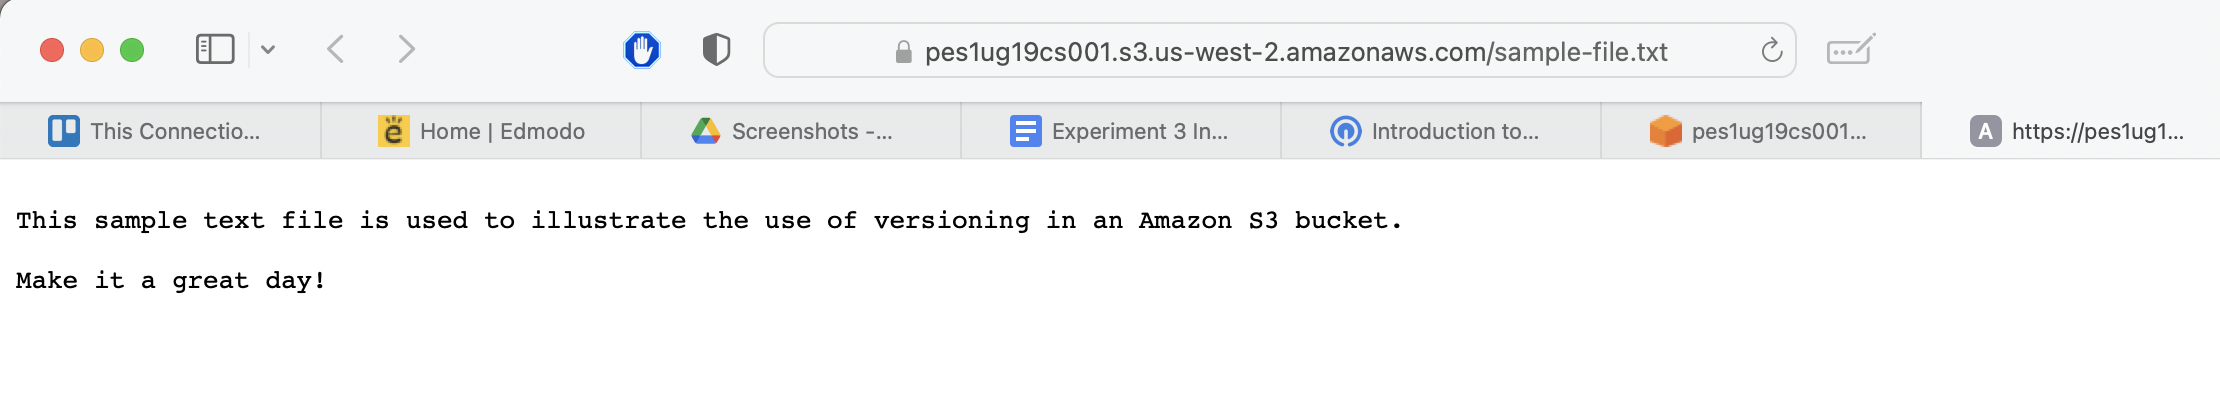 pes1ug19cs001.s3.us-west-2.amazonaws.com/sample-file.txt
This Connectio... Home | Edmodo Screenshots -... Experiment 3 In... Introduction to... pes1ug19cs001... A https://pes1ug1...
This sample text file is used to illustrate the use of versioning in an Amazon S3 bucket.
Make it a great day!